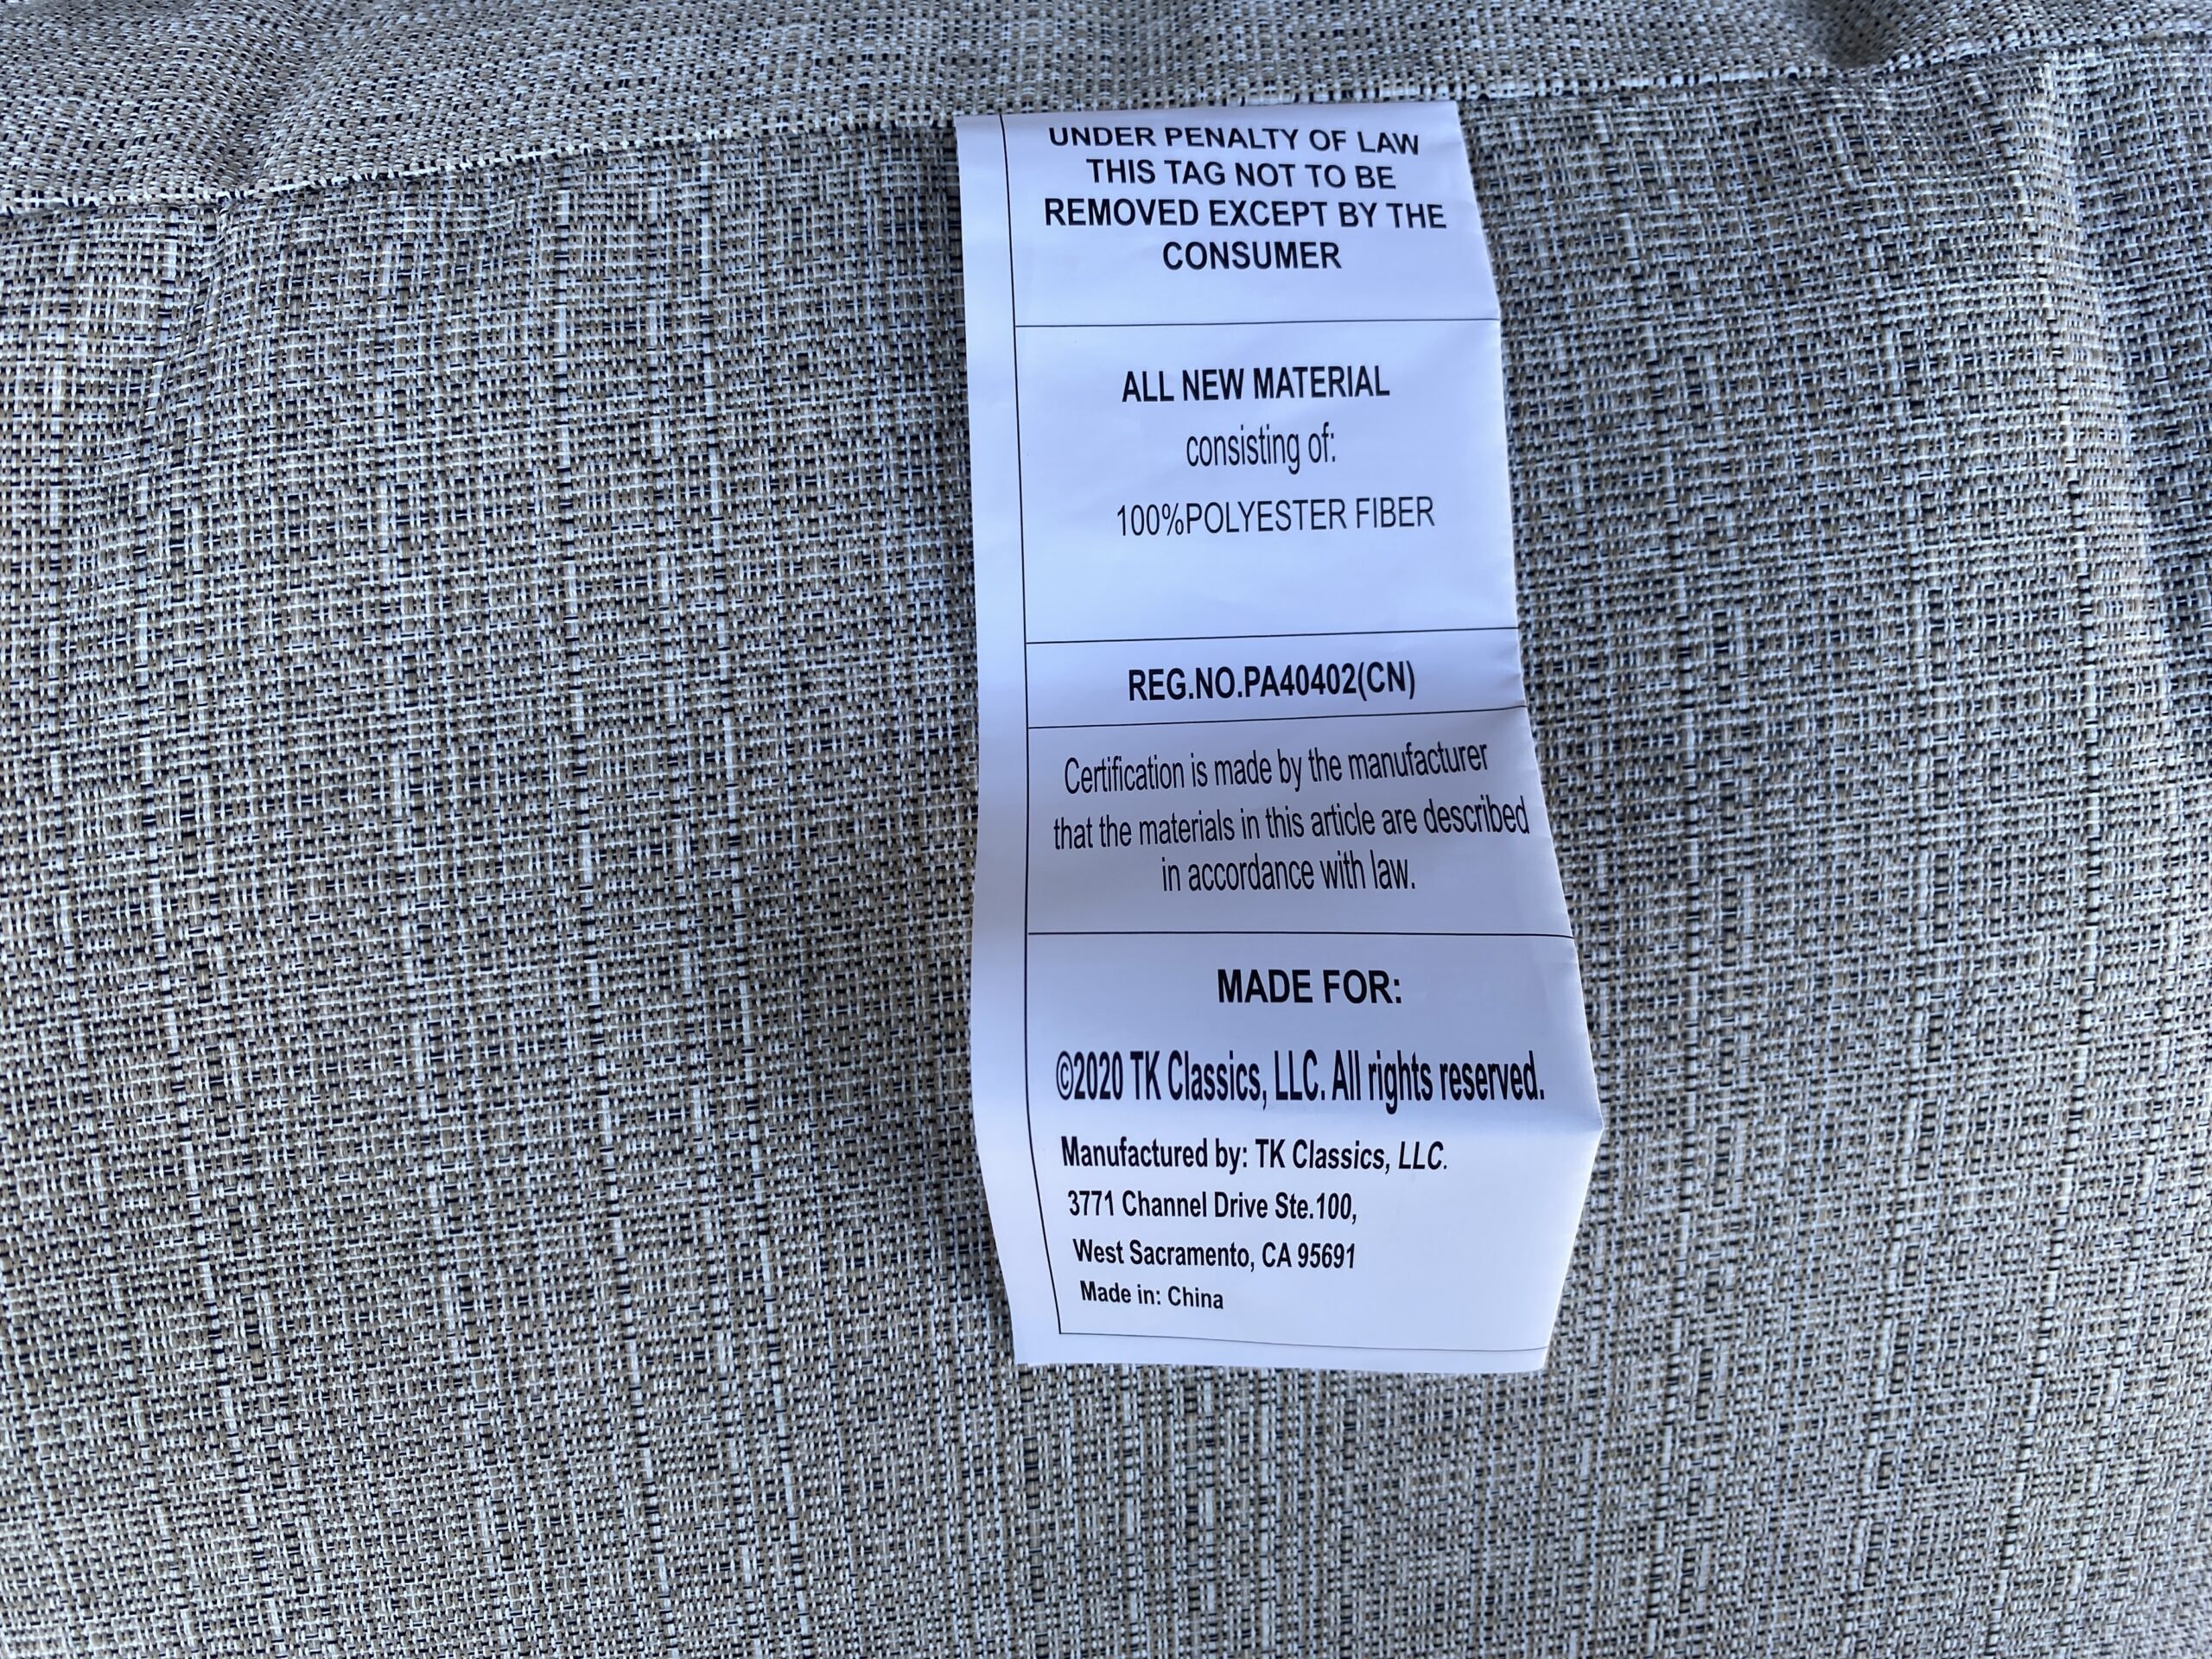 UNDER PENALTY OF LAW
THIS TAG NOT TO BE
REMOVED EXCEPT BY THE
CONSUMER
ALL NEW MATERIAL
consisting of:
100%POLYESTER FIBER
REG.NO.PA40402(CN)
Certification is made by the manufacturer
that the materials in this article are described
in accordance with law.
MADE FOR:
©2020 TK Classics, LLC. All rights reserved.
Manufactured by: TK Classics, LLC.
3771 Channel Drive Ste.100,
West Sacramento, CA 95691
Made in: China